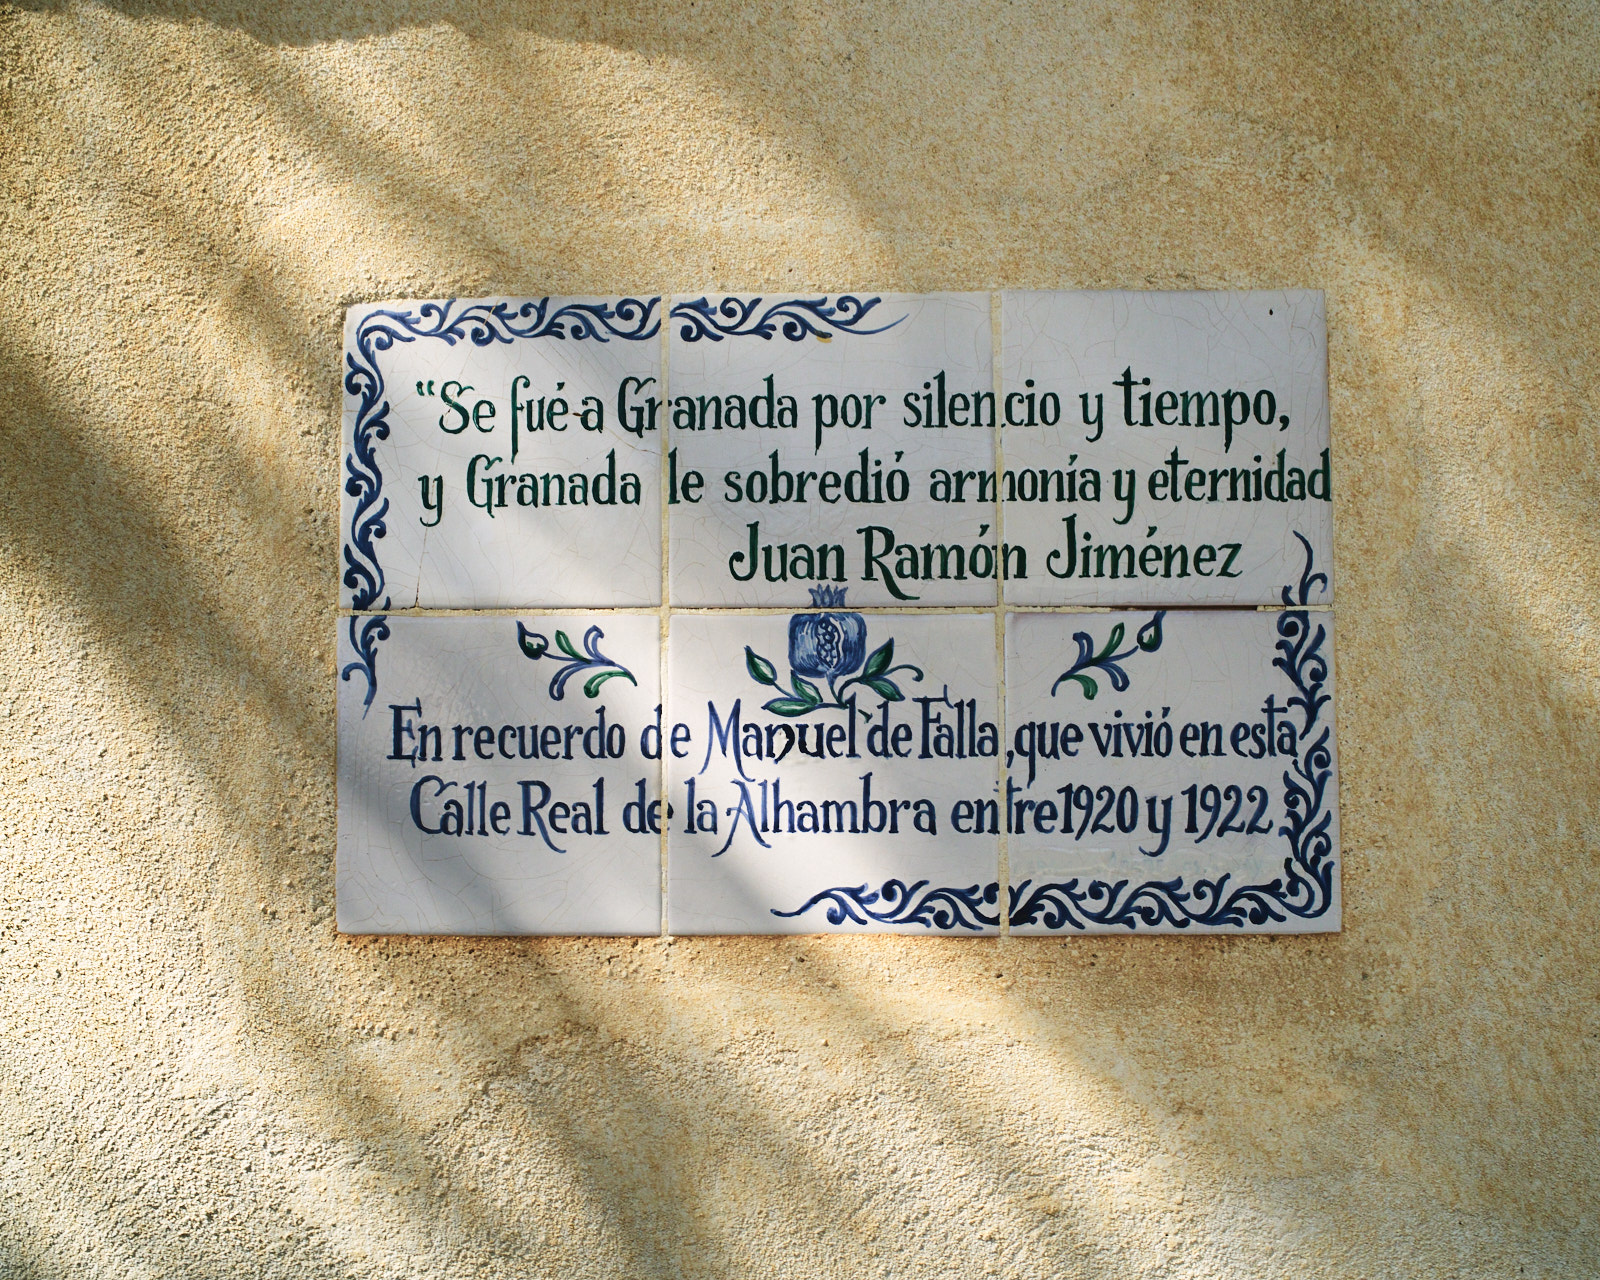 “Se fué a Granada por silencio y tiempo,
y Granada le sobredió armonía y eternidad
Juan Ramón Jiménez
En recuerdo de Manuel de Falla, que vivió en esta
Calle Real de la Alhambra entre 1920 y 1922